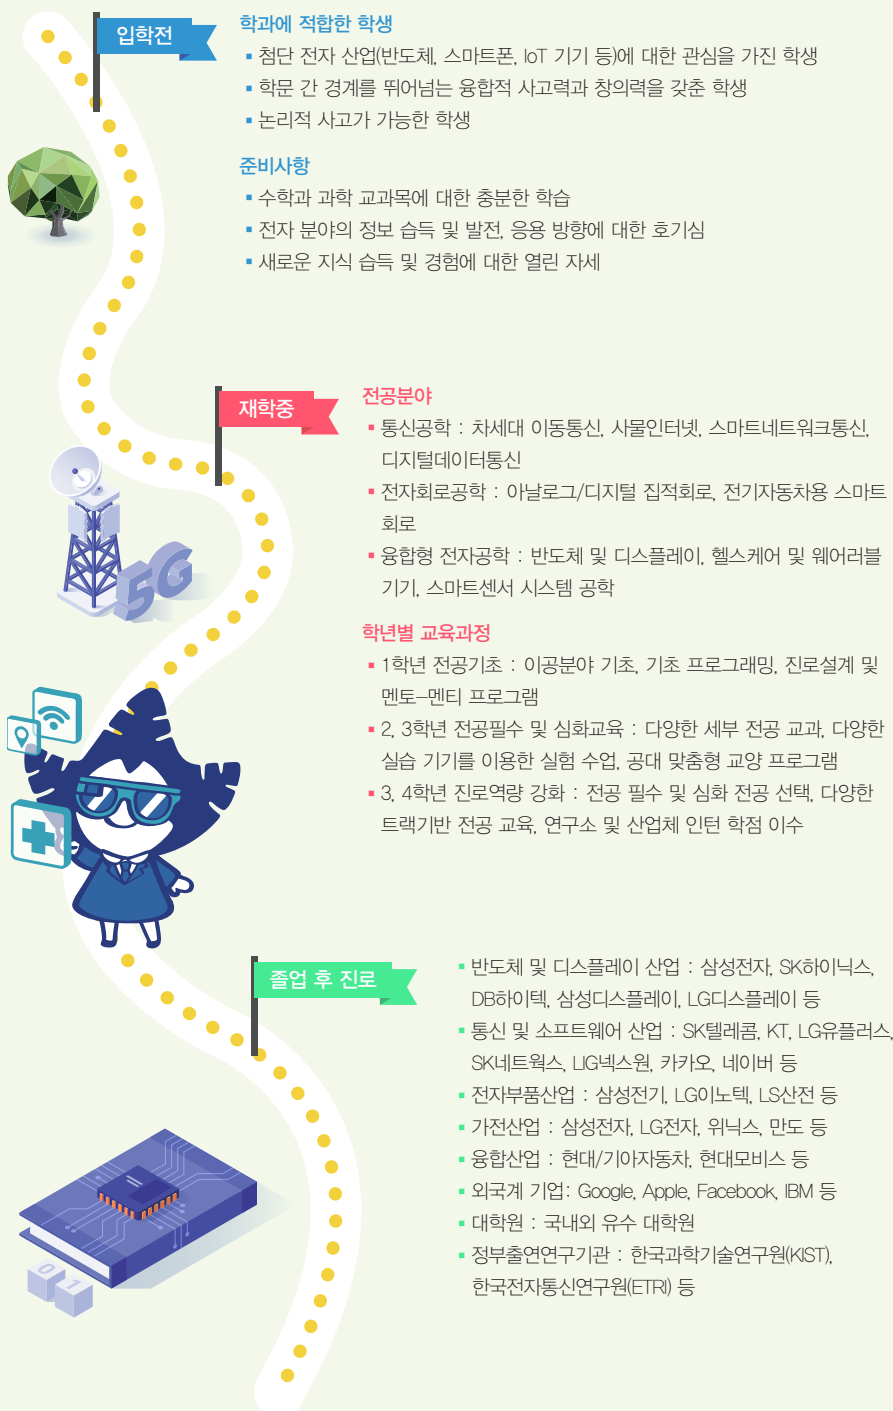 입학전
학과에 적합한 학생
▪ 첨단 전자 산업(반도체, 스마트폰, IoT 기기 등)에 대한 관심을 가진 학생
▪ 학문 간 경계를 뛰어넘는 융합적 사고력과 창의력을 갖춘 학생
▪ 논리적 사고가 가능한 학생
준비사항
▪ 수학과 과학 교과목에 대한 충분한 학습
▪ 전자 분야의 정보 습득 및 발전, 응용 방향에 대한 호기심
▪ 새로운 지식 습득 및 경험에 대한 열린 자세
재학중
전공분야
▪ 통신공학 : 차세대 이동통신, 사물인터넷, 스마트네트워크통신,
디지털데이터통신
▪ 전자회로공학 : 아날로그/디지털 집적회로, 전기자동차용 스마트
회로
▪ 융합형 전자공학 : 반도체 및 디스플레이, 헬스케어 및 웨어러블
기기, 스마트센서 시스템 공학
5G
학년별 교육과정
▪ 1학년 전공기초 : 이공분야 기초, 기초 프로그래밍, 진로설계 및
멘토-멘티 프로그램
▪ 2, 3학년 전공필수 및 심화교육 : 다양한 세부 전공 교과, 다양한
실습 기기를 이용한 실험 수업, 공대 맞춤형 교양 프로그램
▪ 3, 4학년 진로역량 강화 : 전공 필수 및 심화 전공 선택, 다양한
트랙기반 전공 교육, 연구소 및 산업체 인턴 학점 이수
졸업 후 진로
▪ 반도체 및 디스플레이 산업 : 삼성전자, SK하이닉스,
DB하이텍, 삼성디스플레이, LG디스플레이 등
▪ 통신 및 소프트웨어 산업 : SK텔레콤, KT, LG유플러스,
SK네트웍스, LIG넥스원, 카카오, 네이버 등
▪ 전자부품산업 : 삼성전기, LG이노텍, LS산전 등
▪ 가전산업 : 삼성전자, LG전자, 위닉스, 만도 등
▪ 융합산업 : 현대/기아자동차, 현대모비스 등
▪ 외국계 기업: Google, Apple, Facebook, IBM 등
▪ 대학원 : 국내외 유수 대학원
▪ 정부출연연구기관 : 한국과학기술연구원(KIST),
한국전자통신연구원(ETRI) 등
0 1